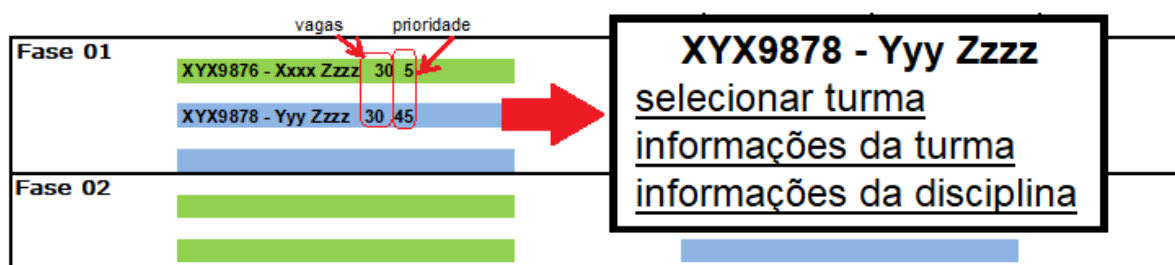 vagas prioridade
Fase 01
XYX9876 - Xxxx Zzzz 30 5
XYX9878 - Yyy Zzzz 30 45
XYX9878 - Yyy Zzzz
selecionar turma
informações da turma
informações da disciplina
Fase 02